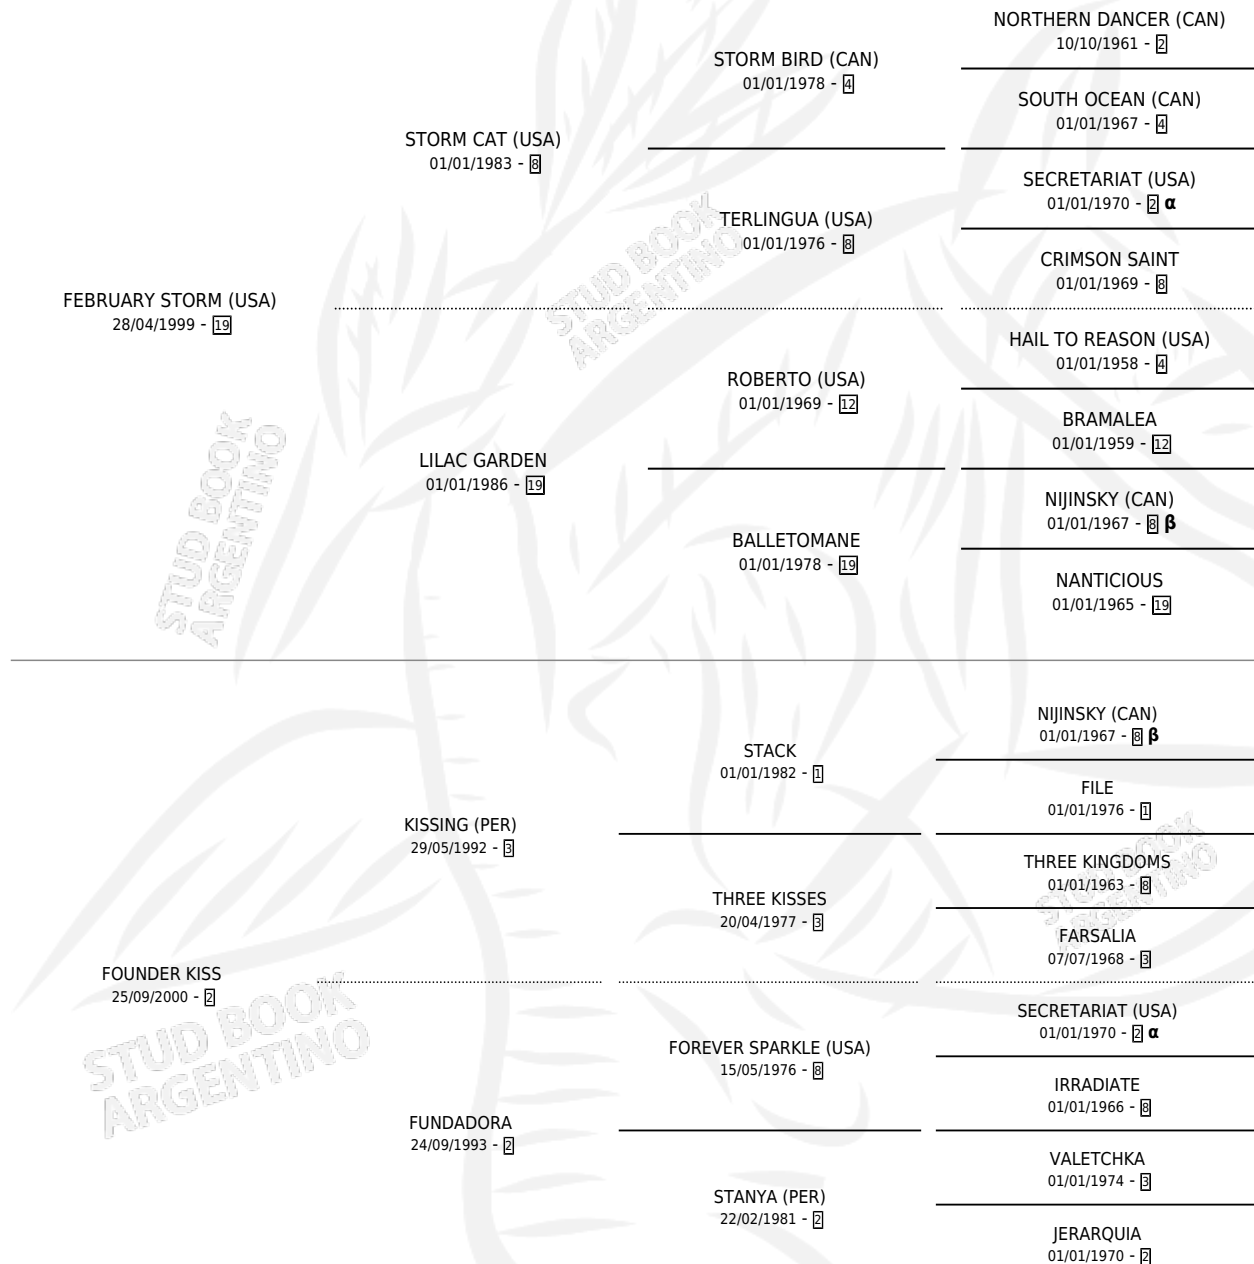 NORTHERN DANCER (CAN)
10/10/1961 - 2
STORM BIRD (CAN)
01/01/1978 - 4
SOUTH OCEAN (CAN)
01/01/1967 - 4
STORM CAT (USA)
01/01/1983 - 8
SECRETARIAT (USA)
01/01/1970 - 2 α
TERLINGUA (USA)
01/01/1976 - 8
CRIMSON SAINT
01/01/1969 - 8
FEBRUARY STORM (USA)
28/04/1999 - 19
HAIL TO REASON (USA)
01/01/1958 - 4
ROBERTO (USA)
01/01/1969 - 12
BRAMALEA
01/01/1959 - 12
LILAC GARDEN
01/01/1986 - 19
NIJINSKY (CAN)
01/01/1967 - 8 β
BALLETOMANE
01/01/1978 - 19
NANTICIOUS
01/01/1965 - 19
NIJINSKY (CAN)
01/01/1967 - 8 β
STACK
01/01/1982 - 1
FILE
01/01/1976 - 1
KISSING (PER)
29/05/1992 - 3
THREE KINGDOMS
01/01/1963 - 8
THREE KISSES
20/04/1977 - 3
FARSALIA
07/07/1968 - 3
FOUNDER KISS
25/09/2000 - 2
SECRETARIAT (USA)
01/01/1970 - 2 α
FOREVER SPARKLE (USA)
15/05/1976 - 8
IRRADIATE
01/01/1966 - 8
FUNDADORA
24/09/1993 - 2
VALETCHKA
01/01/1974 - 3
STANYA (PER)
22/02/1981 - 2
JERARQUIA
01/01/1970 - 2
STUD BOOK
ARGENTINO
STUD BOOK
ARGENTINO
STUD BOOK
ARGENTINO
STUD BOOK
ARGENTINO